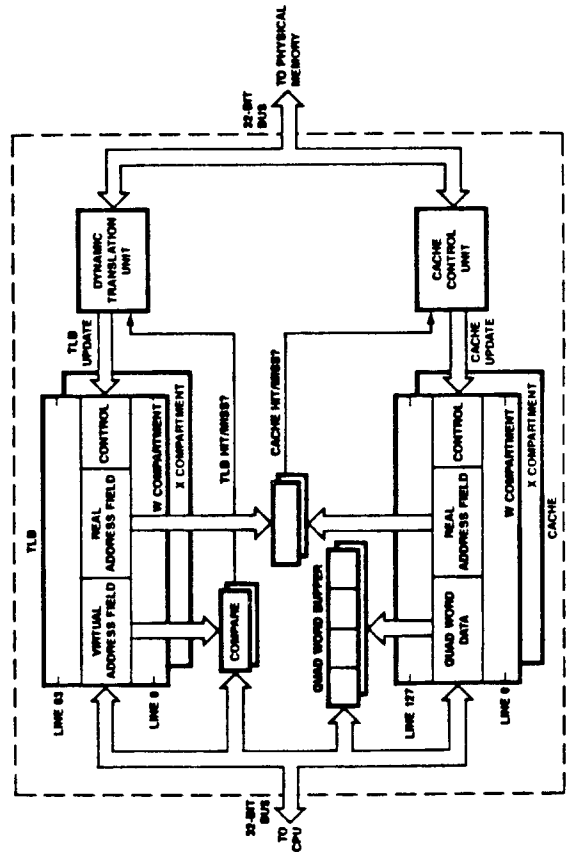 32-BIT
BUS
TO
CPU
TLB
LINE 63
VIRTUAL
ADDRESS FIELD
REAL
ADDRESS FIELD
CONTROL
LINE 0
W COMPARTMENT
X COMPARTMENT
TLB
UPDATE
DYNAMIC
TRANSLATION
UNIT
32-BIT
BUS
TO PHYSICAL
MEMORY
COMPARE
TLB HIT/MISS?
CACHE HIT/MISS?
QUAD WORD BUFFER
LINE 127
QUAD WORD
DATA
REAL
ADDRESS FIELD
CONTROL
LINE 0
W COMPARTMENT
X COMPARTMENT
CACHE
CACHE
UPDATE
CACHE
CONTROL
UNIT